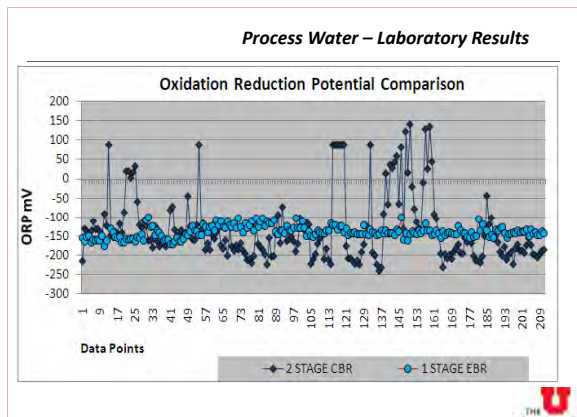 Process Water – Laboratory Results
Oxidation Reduction Potential Comparison
200
150
100
50
0
-50
-100
-150
-200
-250
-300
ORP mV
1 9 17 25 33 41 49 57 65 73 81 89 97 105 113 121 129 137 145 153 161 169 177 185 193 201 209
Data Points
2 STAGE CBR 1 STAGE EBR
THE U